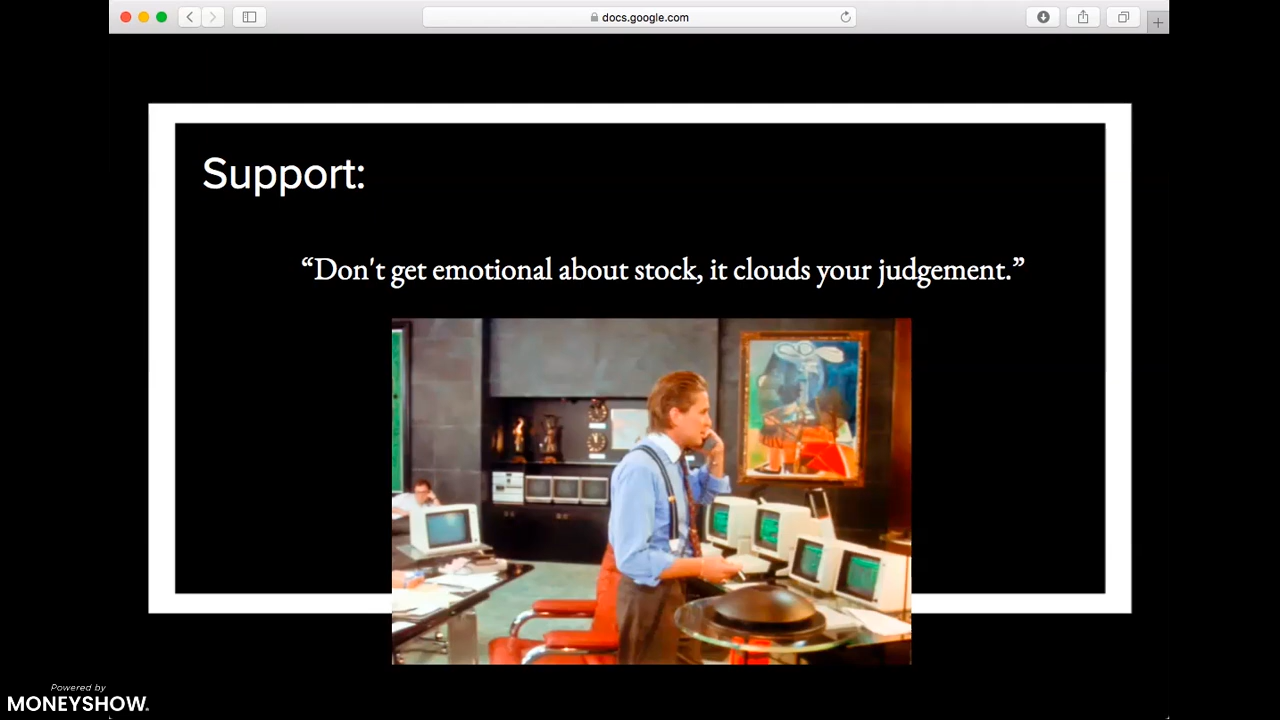 docs.google.com
Support:
“Don't get emotional about stock, it clouds your judgement.”
Powered by
MONEYSHOW.